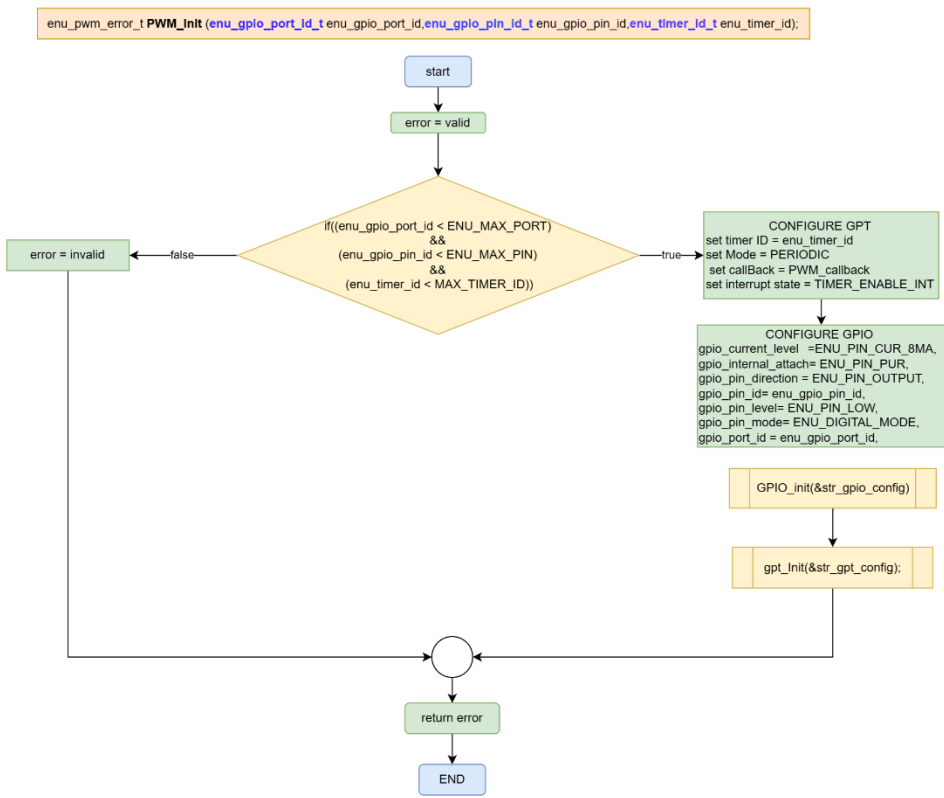 enu_pwm_error_t PWM_Init (enu_gpio_port_id_t enu_gpio_port_id,enu_gpio_pin_id_t enu_gpio_pin_id,enu_timer_id_t enu_timer_id);
start
error = valid
if((enu_gpio_port_id < ENU_MAX_PORT)
&&
(enu_gpio_pin_id < ENU_MAX_PIN)
&&
(enu_timer_id < MAX_TIMER_ID))
false
error = invalid
true
CONFIGURE GPT
set timer ID = enu_timer_id
set Mode = PERIODIC
set callBack = PWM_callback
set interrupt state = TIMER_ENABLE_INT
CONFIGURE GPIO
gpio_current_level =ENU_PIN_CUR_8MA,
gpio_internal_attach= ENU_PIN_PUR,
gpio_pin_direction = ENU_PIN_OUTPUT,
gpio_pin_id= enu_gpio_pin_id,
gpio_pin_level= ENU_PIN_LOW,
gpio_pin_mode= ENU_DIGITAL_MODE,
gpio_port_id = enu_gpio_port_id,
GPIO_init(&str_gpio_config)
gpt_Init(&str_gpt_config);
return error
END